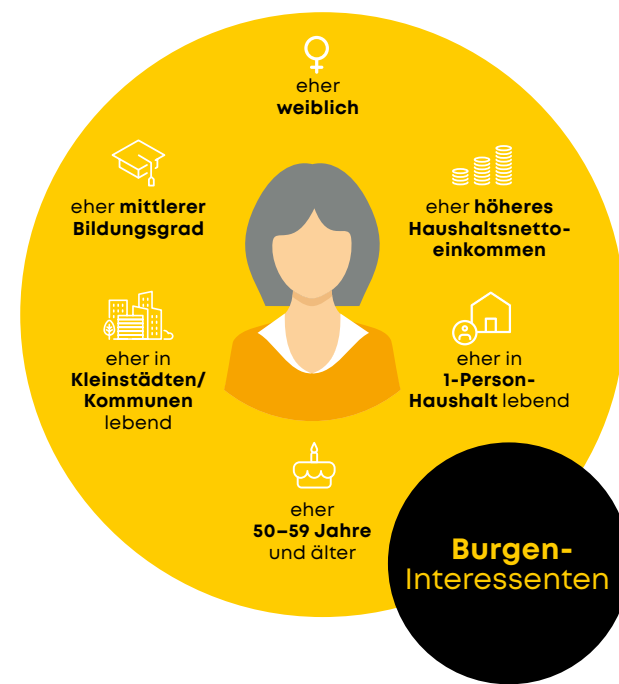 eher
weiblich
eher mittlerer
Bildungsgrad
eher höheres
Haushaltsnetto-
einkommen
eher in
Kleinstädten/
Kommunen
lebend
eher in
1-Person-
Haushalt lebend
eher
50–59 Jahre
und älter
Burgen-
Interessenten